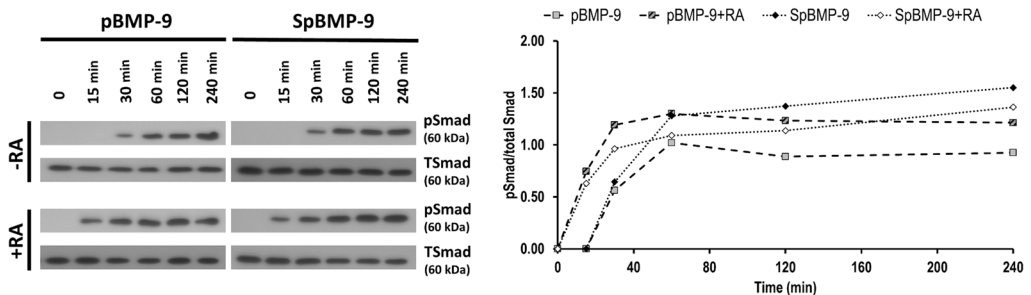 pBMP-9 SpBMP-9
0 15 min 30 min 60 min 120 min 240 min 0 15 min 30 min 60 min 120 min 240 min
-RA
pSmad
(60 kDa)
TSmad
(60 kDa)
+RA
pSmad
(60 kDa)
TSmad
(60 kDa)
pBMP-9 pBMP-9+RA SpBMP-9 SpBMP-9+RA
pSmad/total Smad
2.00
1.50
1.00
0.50
0.00
0 40 80 120 160 200 240
Time (min)